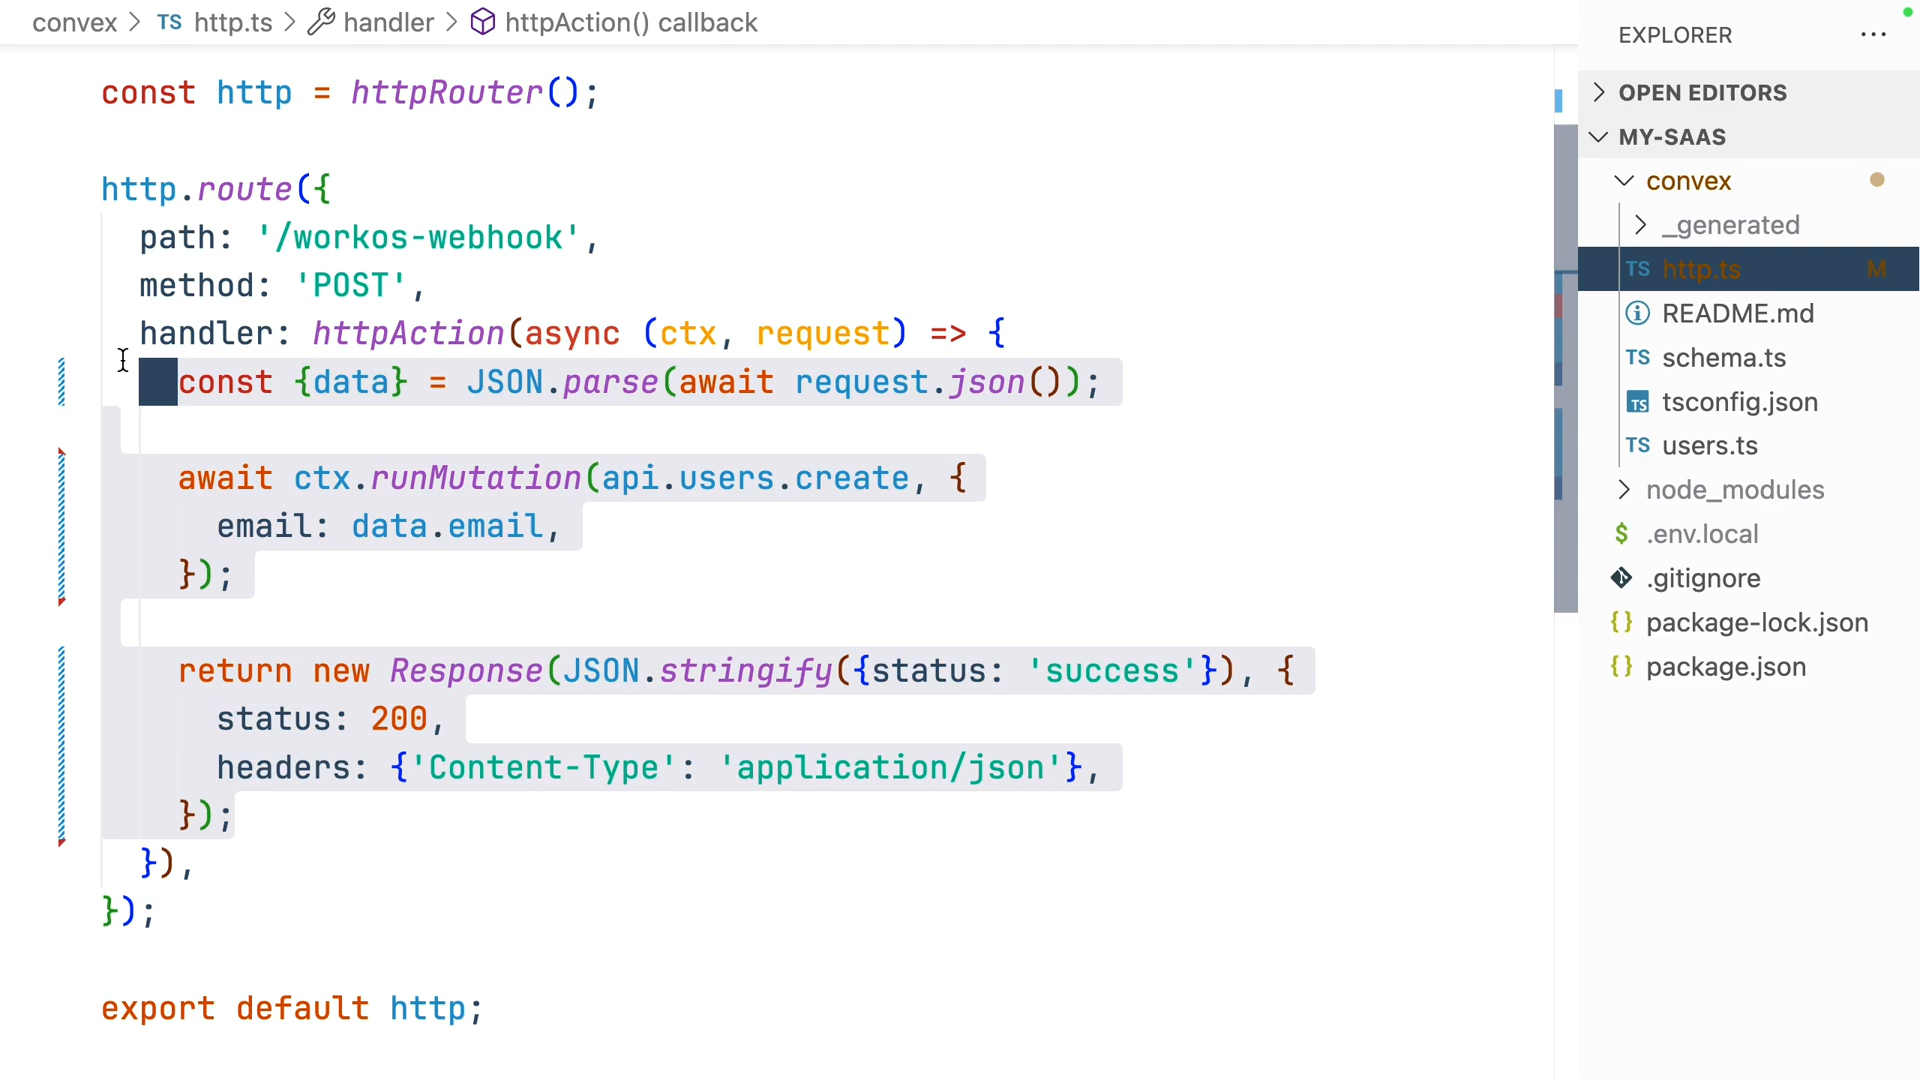 convex > TS http.ts > handler > httpAction() callback
const http = httpRouter();
http.route({
path: '/workos-webhook',
method: 'POST',
handler: httpAction(async (ctx, request) => {
const {data} = JSON.parse(await request.json());
await ctx.runMutation(api.users.create, {
email: data.email,
});
return new Response(JSON.stringify({status: 'success'}), {
status: 200,
headers: {'Content-Type': 'application/json'},
});
}),
});
export default http;
EXPLORER ...
OPEN EDITORS
MY-SAAS
convex
_generated
TS http.ts M
README.md
TS schema.ts
TS tsconfig.json
TS users.ts
node_modules
$ .env.local
.gitignore
{} package-lock.json
{} package.json